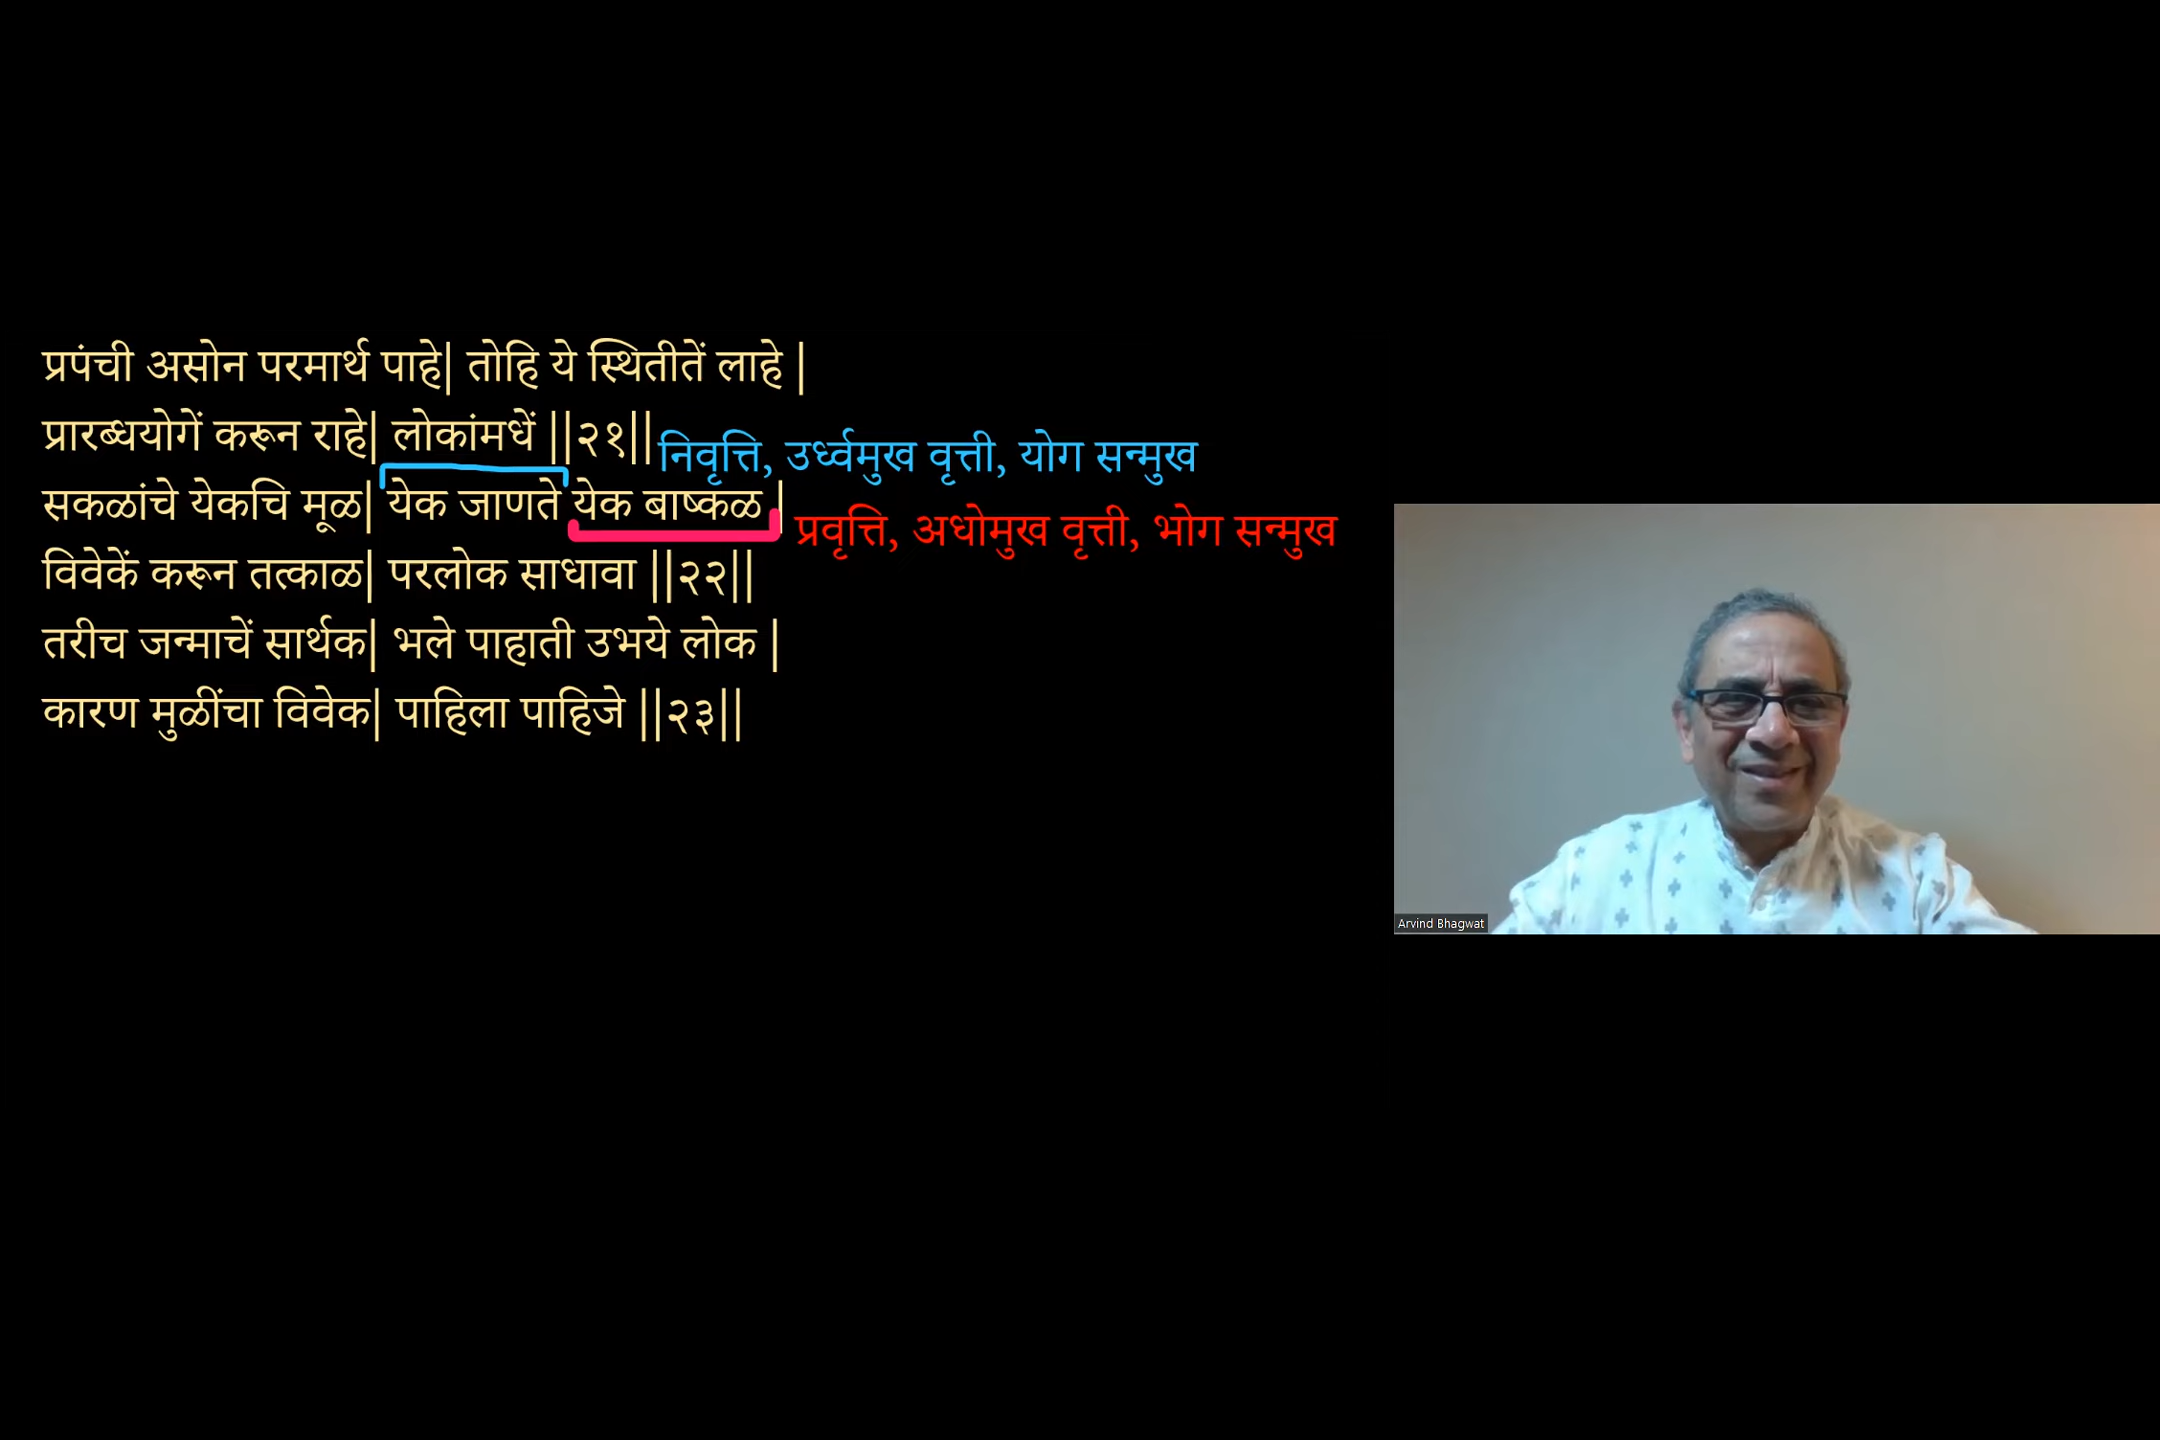 प्रपंची असोन परमार्थ पाहे| तोहि ये स्थितीतें लाहे |
प्रारब्धयोगें करून राहे| लोकांमधें ||२१||
निवृत्ति, उर्ध्वमुख वृत्ती, योग सन्मुख
सकळांचे येकचि मूळ| येक जाणते येक बाष्कळ |
प्रवृत्ति, अधोमुख वृत्ती, भोग सन्मुख
विवेकें करून तत्काळ| परलोक साधावा ||२२||
तरीच जन्माचें सार्थक| भले पाहाती उभये लोक |
कारण मुळींचा विवेक| पाहिला पाहिजे ||२३||
Arvind Bhagwat